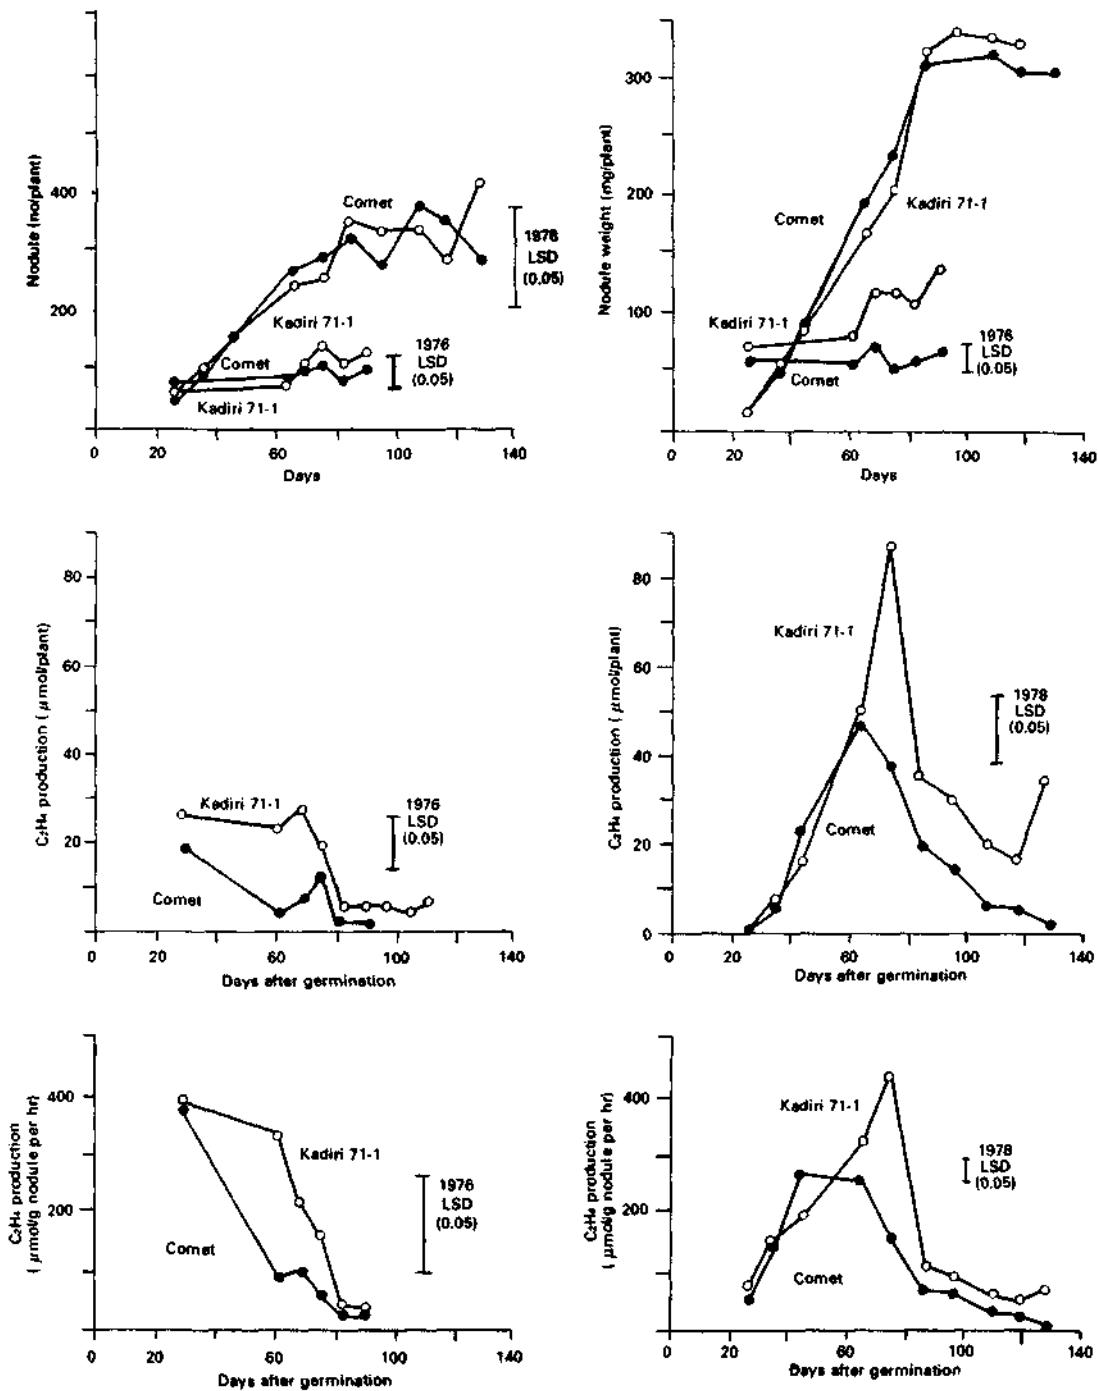 Nodule (no/plant)
400
200
Comet
1978
LSD
(0.05)
Kadiri 71-1
1976
LSD
(0.05)
Comet
Kadiri 71-1
0 20 60 100 140
Days
Nodule weight (mg/plant)
300
200
100
Comet
Kadiri 71-1
Kadiri 71-1
1976
LSD
(0.05)
Comet
0 20 60 100 140
Days
C₂H₄ production ( μmol/plant)
80
60
40
20
Kadiri 71-1
1976
LSD
(0.05)
Comet
0 20 60 100 140
Days after germination
C₂H₄ production ( μmol/plant)
80
60
40
20
0
Kadiri 71-1
1978
LSD
(0.05)
Comet
0 20 60 100 140
Days after germination
C₂H₄ production
( μmol/g nodule per hr)
400
200
Kadiri 71-1
1976
LSD
(0.05)
Comet
0 20 60 100 140
Days after germination
C₂H₄ production
( μmol/g nodule per hr)
400
200
Kadiri 71-1
1978
LSD
(0.05)
Comet
0 20 60 100 140
Days after germination